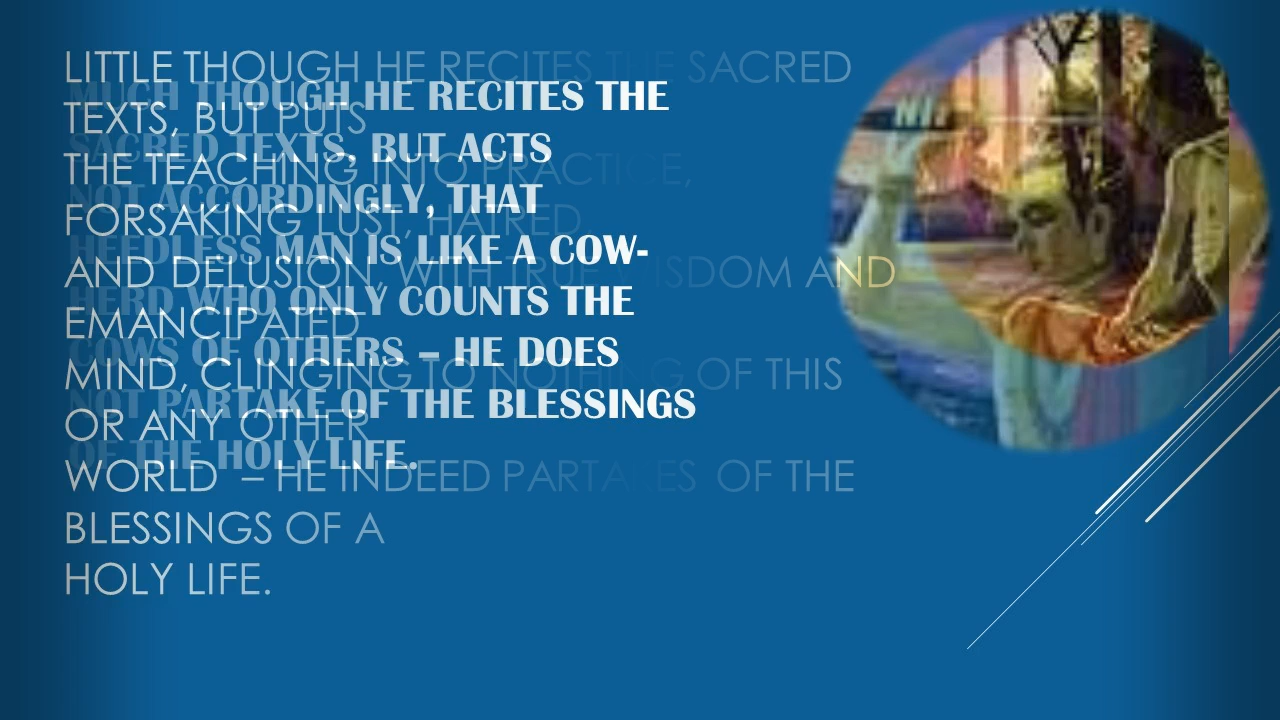 LITTLE THOUGH HE RECITES THE SACRED
TEXTS, BUT PUTS
THE TEACHING INTO PRACTICE,
FORSAKING LUST, HATRED
AND DELUSION, WITH TRUE WISDOM AND
EMANCIPATED
MIND, CLINGING TO NOTHING OF THIS
OR ANY OTHER
WORLD – HE INDEED PARTAKES OF THE
BLESSINGS OF A
HOLY LIFE.
MUCH THOUGH HE RECITES THE
SACRED TEXTS, BUT ACTS
NOT ACCORDINGLY, THAT
HEEDLESS MAN IS LIKE A COW-
HERD WHO ONLY COUNTS THE
COWS OF OTHERS – HE DOES
NOT PARTAKE OF THE BLESSINGS
OF THE HOLY LIFE.